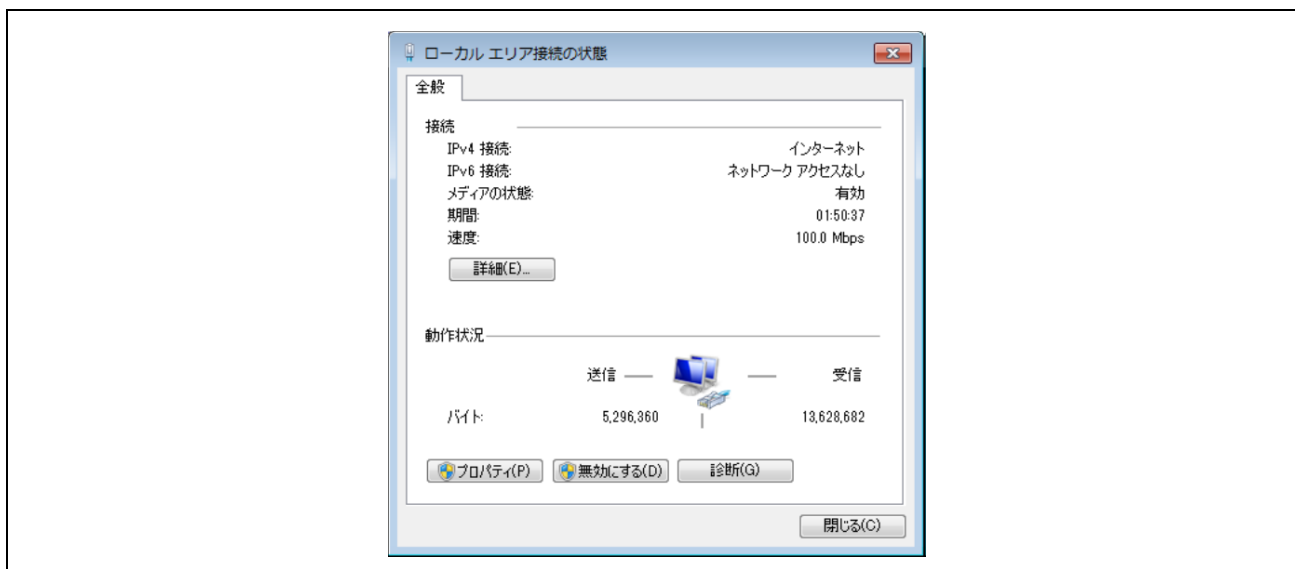 ローカル エリア接続の状態
全般
接続
IPv4 接続: インターネット
IPv6 接続: ネットワーク アクセスなし
メディアの状態: 有効
期間: 01:50:37
速度: 100.0 Mbps
詳細(E)...
動作状況
送信 受信
バイト: 5,296,360 13,628,682
プロパティ(P) 無効にする(D) 診断(G)
閉じる(C)